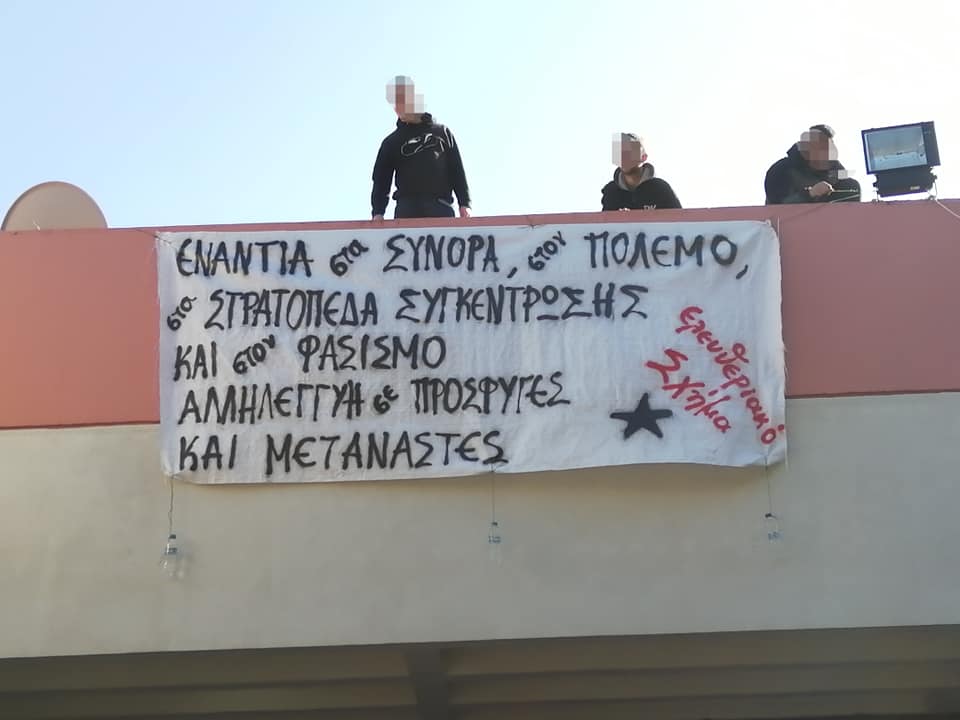 ΕΝΑΝΤΙΑ στα ΣΥΝΟΡΑ, στον ΠΟΛΕΜΟ,
στα ΣΤΡΑΤΟΠΕΔΑ ΣΥΓΚΕΝΤΡΩΣΗΣ
ΚΑΙ στον ΦΑΣΙΣΜΟ
ΑΛΛΗΛΕΓΓΥΗ σε ΠΡΟΣΦΥΓΕΣ
ΚΑΙ ΜΕΤΑΝΑΣΤΕΣ
ελευθεριακό
Σχήμα